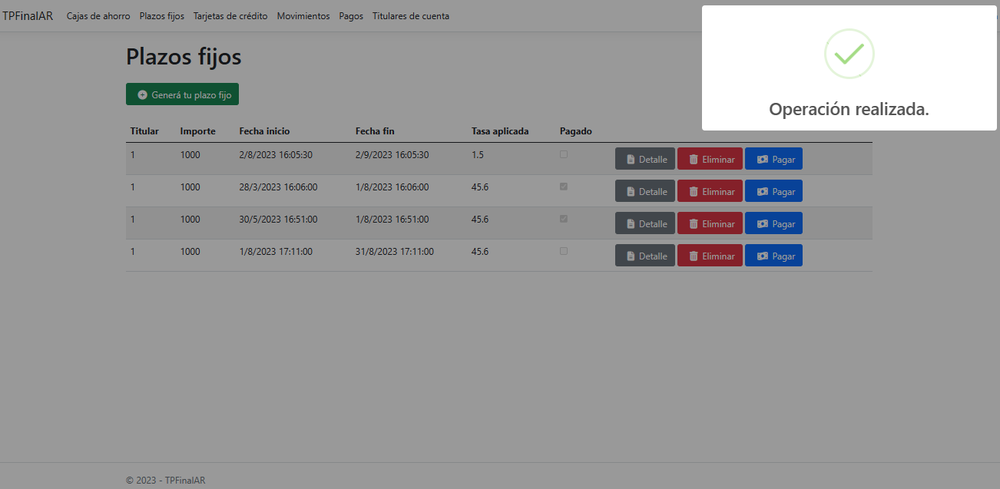 TPFinalAR Cajas de ahorro Plazos fijos Tarjetas de crédito Movimientos Pagos Titulares de cuenta
Operación realizada.
Plazos fijos
Generá tu plazo fijo
Titular Importe Fecha inicio Fecha fin Tasa aplicada Pagado
1 1000 2/8/2023 16:05:30 2/9/2023 16:05:30 1.5 Detalle Eliminar Pagar
1 1000 28/3/2023 16:06:00 1/8/2023 16:06:00 45.6 Detalle Eliminar Pagar
1 1000 30/5/2023 16:51:00 1/8/2023 16:51:00 45.6 Detalle Eliminar Pagar
1 1000 1/8/2023 17:11:00 31/8/2023 17:11:00 45.6 Detalle Eliminar Pagar
© 2023 - TPFinalAR